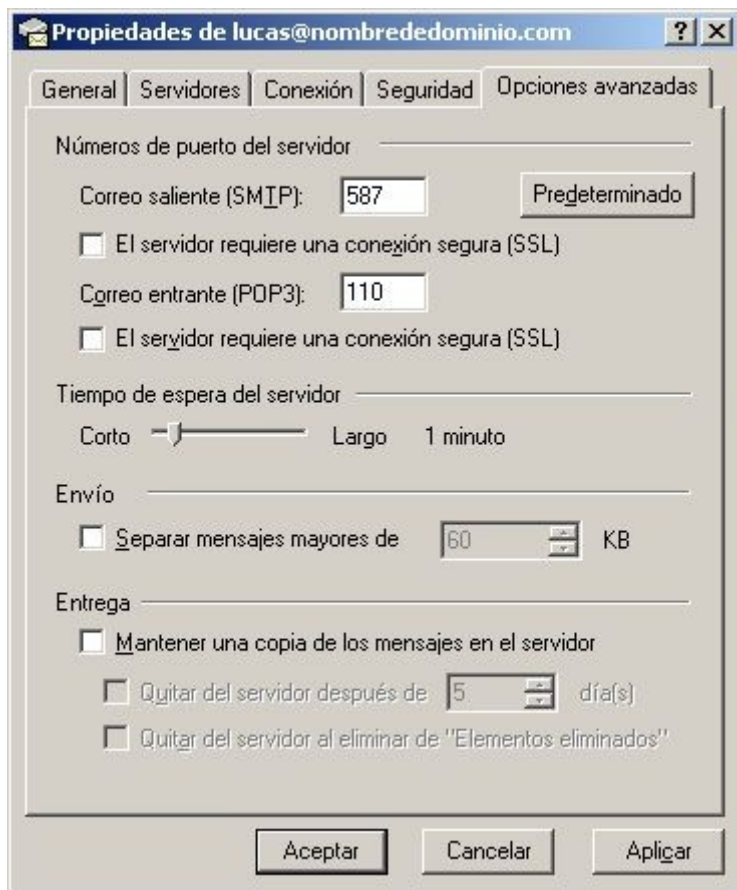 Propiedades de lucas@nombrededominio.com
General Servidores Conexión Seguridad Opciones avanzadas
Números de puerto del servidor
Correo saliente (SMTP): 587 Predeterminado
El servidor requiere una conexión segura (SSL)
Correo entrante (POP3): 110
El servidor requiere una conexión segura (SSL)
Tiempo de espera del servidor
Corto Largo 1 minuto
Envío
Separar mensajes mayores de 60 KB
Entrega
Mantener una copia de los mensajes en el servidor
Quitar del servidor después de 5 día(s)
Quitar del servidor al eliminar de "Elementos eliminados"
Aceptar Cancelar Aplicar